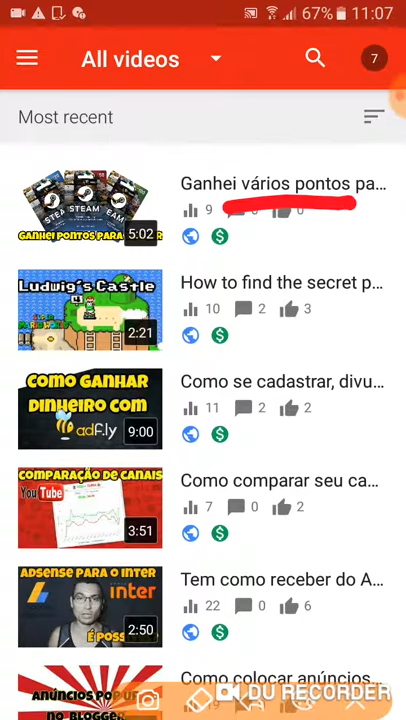 67% 11:07
All videos
7
Most recent
STEAM
GANHEI PONTOS PARA
5:02
Ganhei vários pontos pa...
9 0
Ludwig's Castle
4
2:21
How to find the secret p...
10 2 3
COMO GANHAR
DINHEIRO COM
adf.ly
9:00
Como se cadastrar, divu...
11 2 2
COMPARAÇÃO DE CANAIS
YouTube
3:51
Como comparar seu ca...
7 0 2
ADSENSE PARA O INTER
inter
É POSS
2:50
Tem como receber do A...
22 0 6
ANÚNCIOS POP UP
NO BLOGGER
Como colocar anúncios...
DU RECORDER